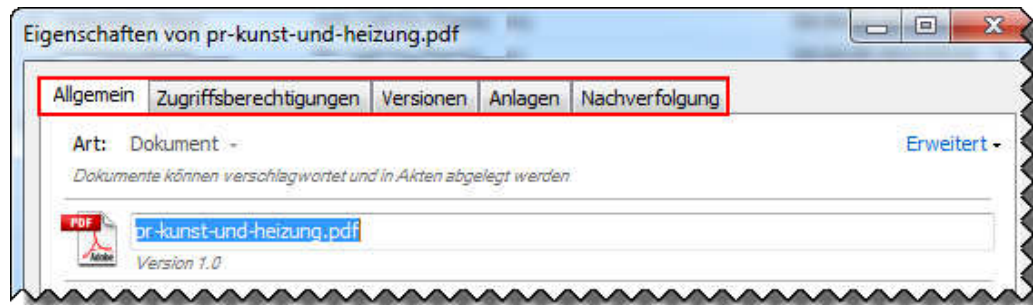 Eigenschaften von pr-kunst-und-heizung.pdf
Allgemein Zugriffsberechtigungen Versionen Anlagen Nachverfolgung
Art: Dokument Erweitert
Dokumente können verschlagwortet und in Akten abgelegt werden
PDF pr-kunst-und-heizung.pdf
Adobe
Version 1.0